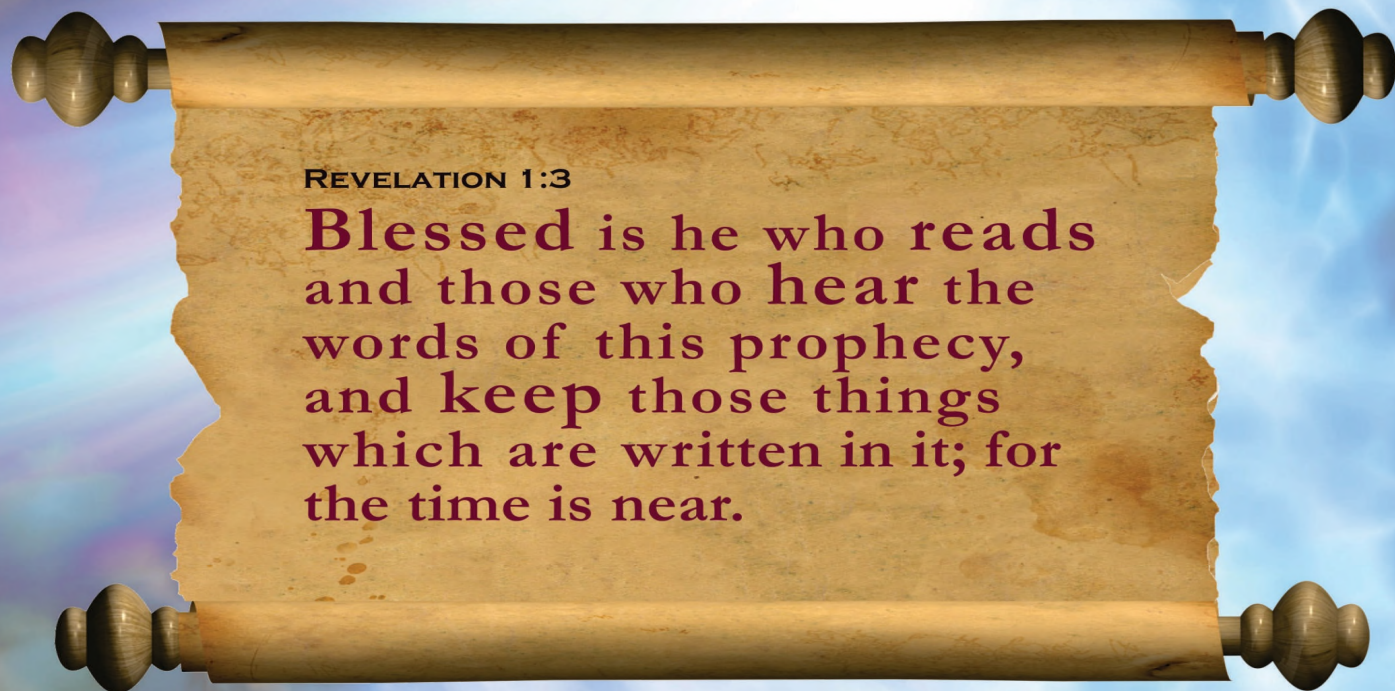 Revelation 1:3
Blessed is he who reads
and those who hear the
words of this prophecy,
and keep those things
which are written in it; for
the time is near.